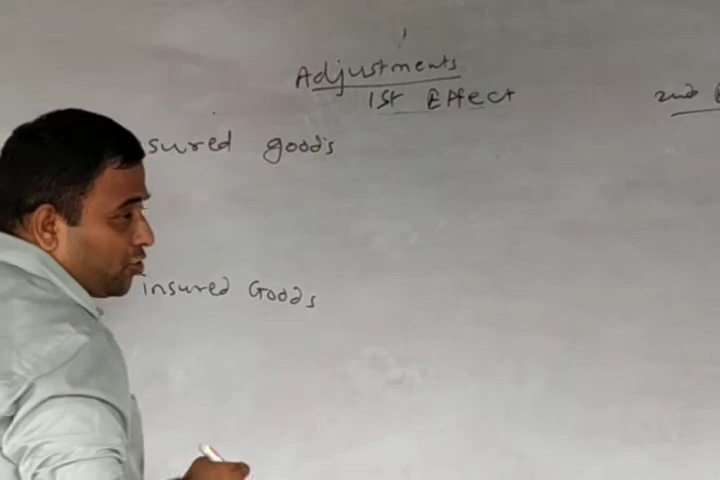 Adjustments
1st Effect 2nd
sured goods
insured Goods